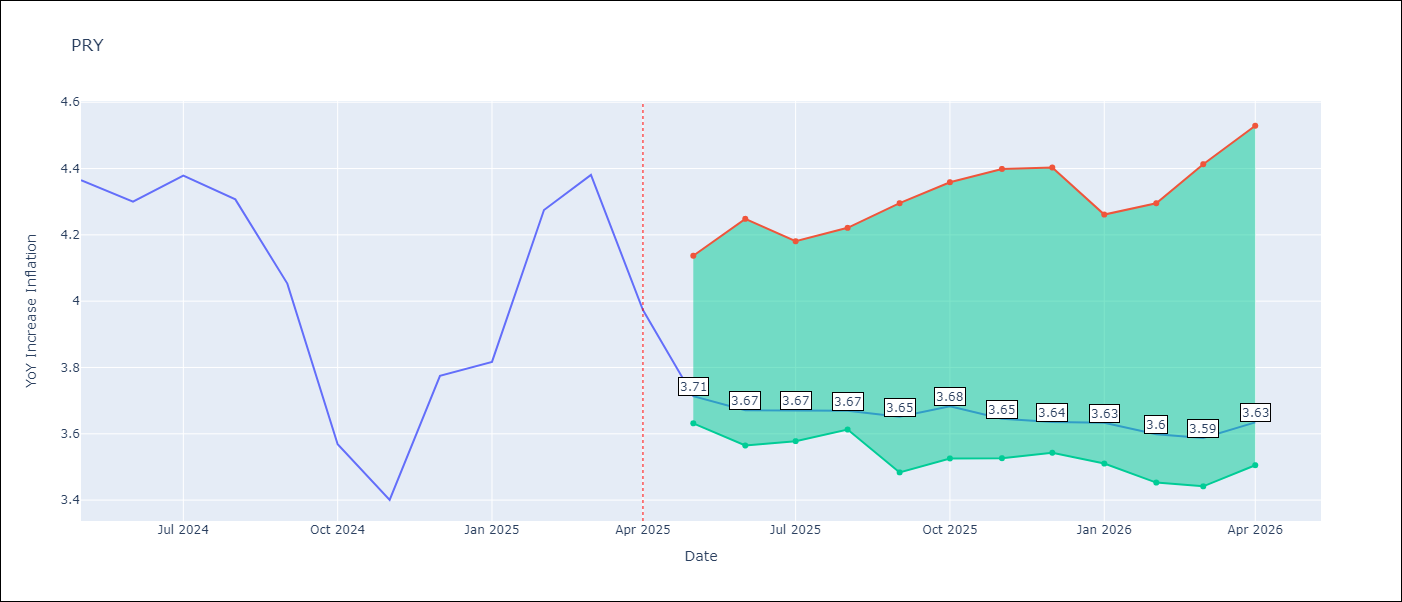 PRY
4.6
4.4
4.2
4
3.8
3.6
3.4
YoY Increase Inflation
3.71
3.67
3.67
3.67
3.65
3.68
3.65
3.64
3.63
3.6
3.59
3.63
Jul 2024
Oct 2024
Jan 2025
Apr 2025
Jul 2025
Oct 2025
Jan 2026
Apr 2026
Date